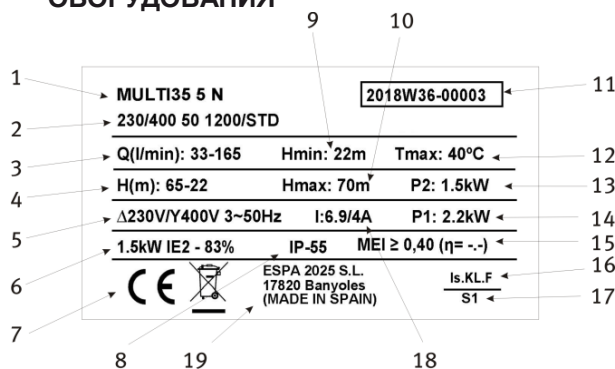 ОБОРУДОВАНИЯ
9 10
1 MULTI35 5 N 2018W36-00003 11
2 230/400 50 1200/STD
3 Q(l/min): 33-165 Hmin: 22m Tmax: 40ºC 12
4 H(m): 65-22 Hmax: 70m P2: 1.5kW 13
5 Δ230V/Y400V 3~50Hz I:6.9/4A P1: 2.2kW 14
6 1.5kW IE2 - 83% IP-55 MEI ≥ 0,40 (η= -.-) 15
7 CE ESPA 2025 S.L. Is.KL.F 16
17820 Banyoles
(MADE IN SPAIN) S1 17
8 19 18